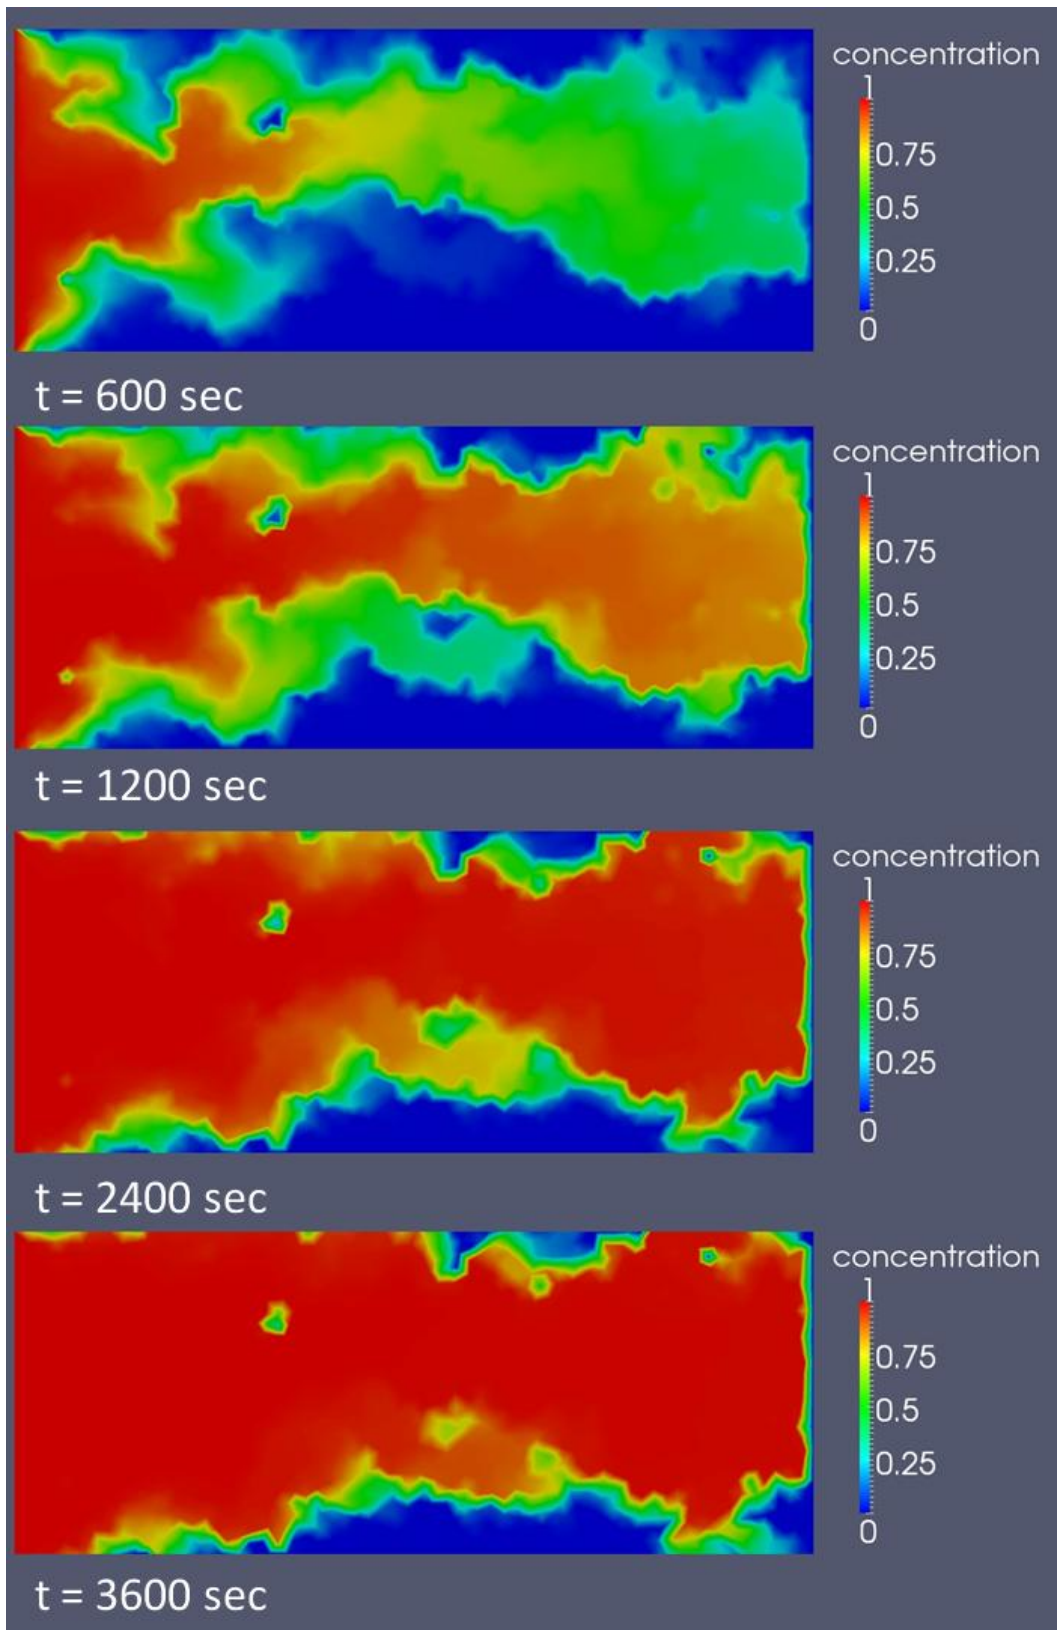 concentration
1
0.75
0.5
0.25
0
t = 600 sec
concentration
1
0.75
0.5
0.25
0
t = 1200 sec
concentration
1
0.75
0.5
0.25
0
t = 2400 sec
concentration
1
0.75
0.5
0.25
0
t = 3600 sec